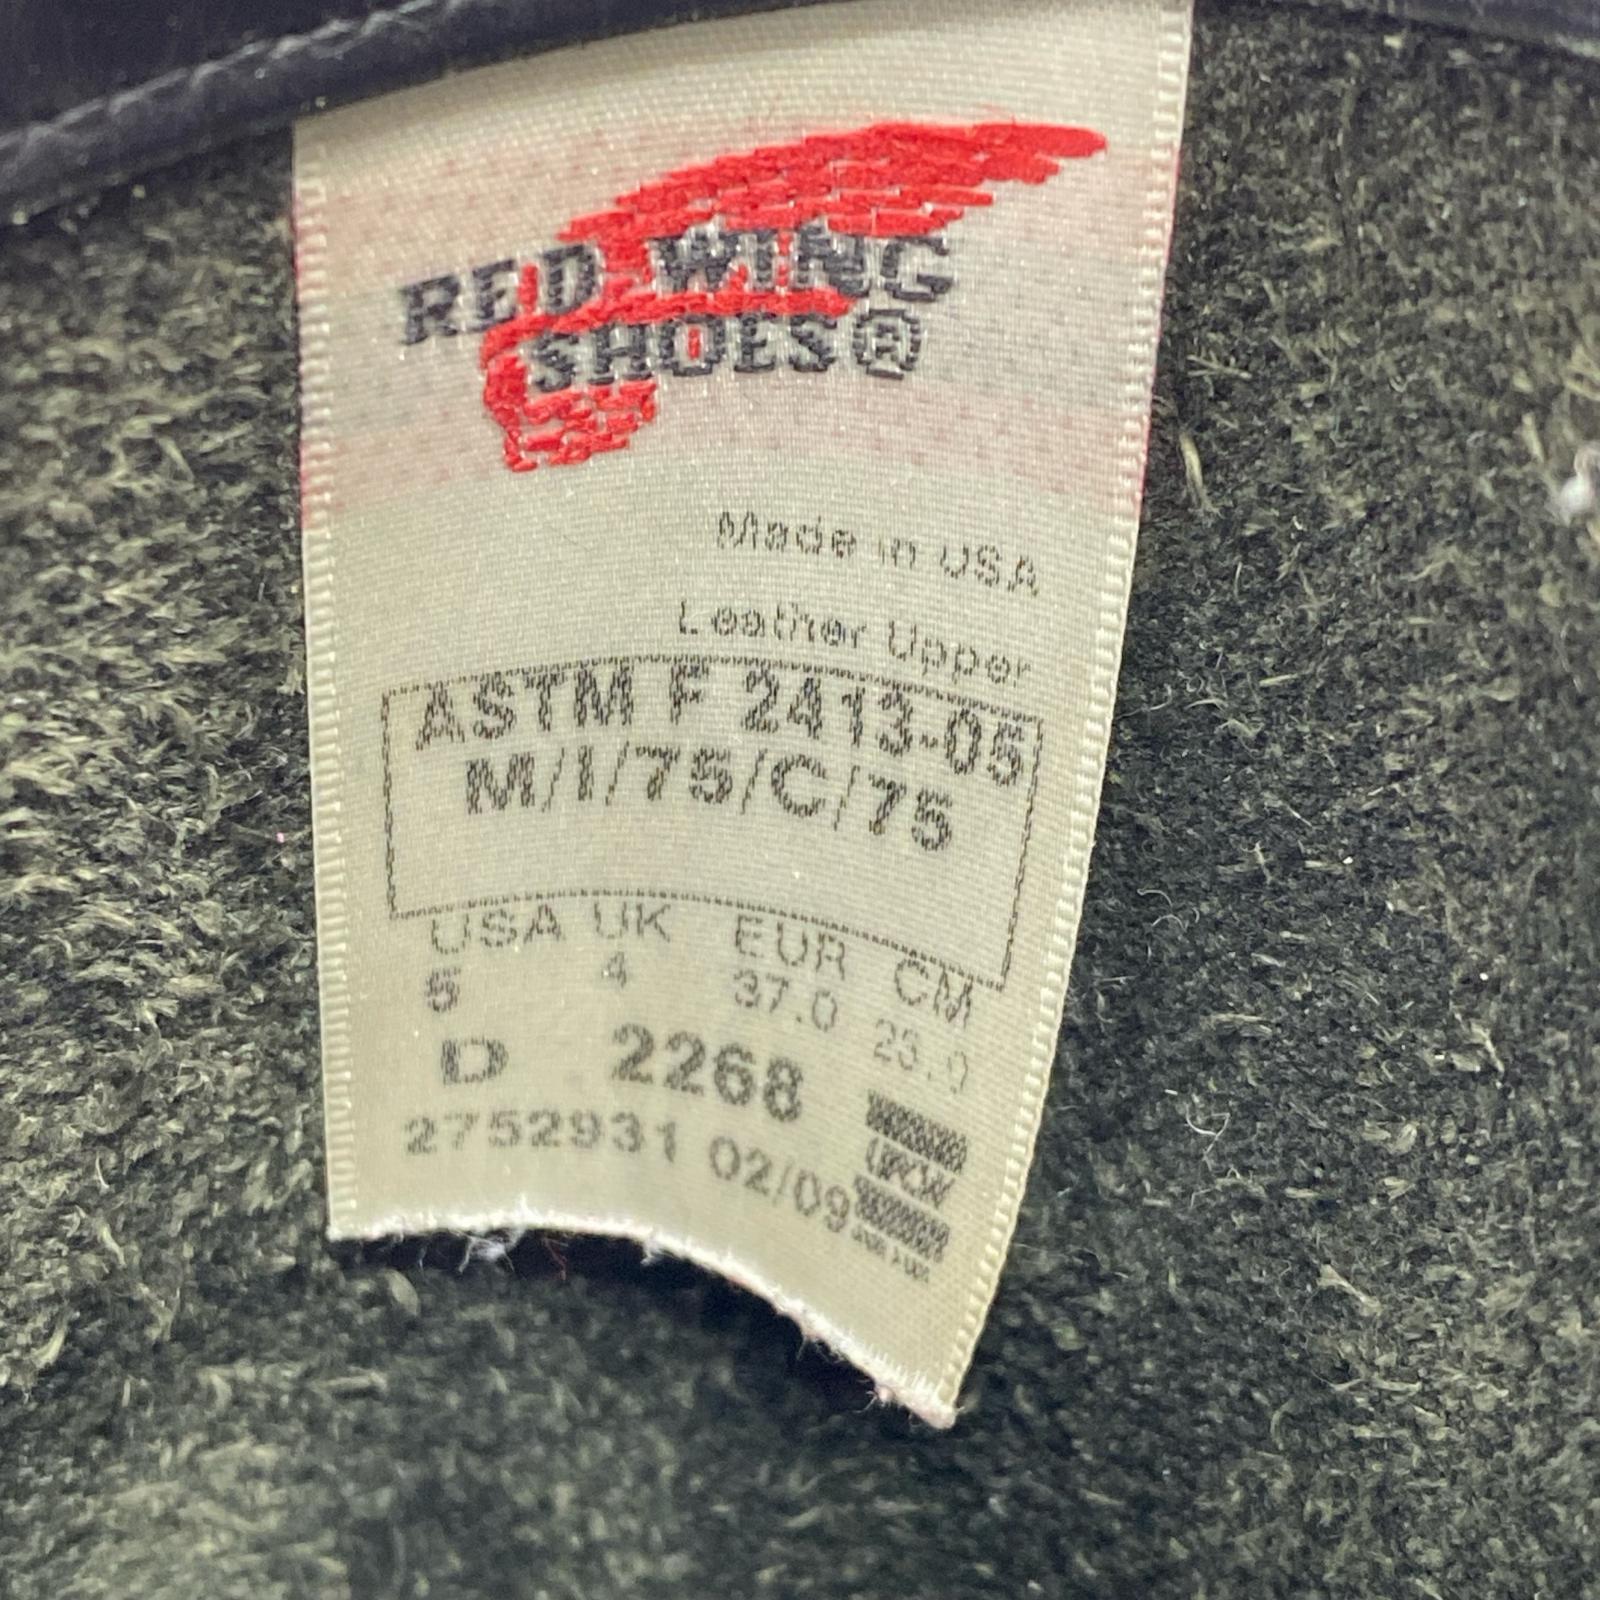 RED WING
SHOES®
Made in USA
Leather Upper
ASTM F 2413-05
M/I/75/C/75
USA UK EUR CM
5 4 37.0 23.0
D 2268
2752931 02/09
UFCW